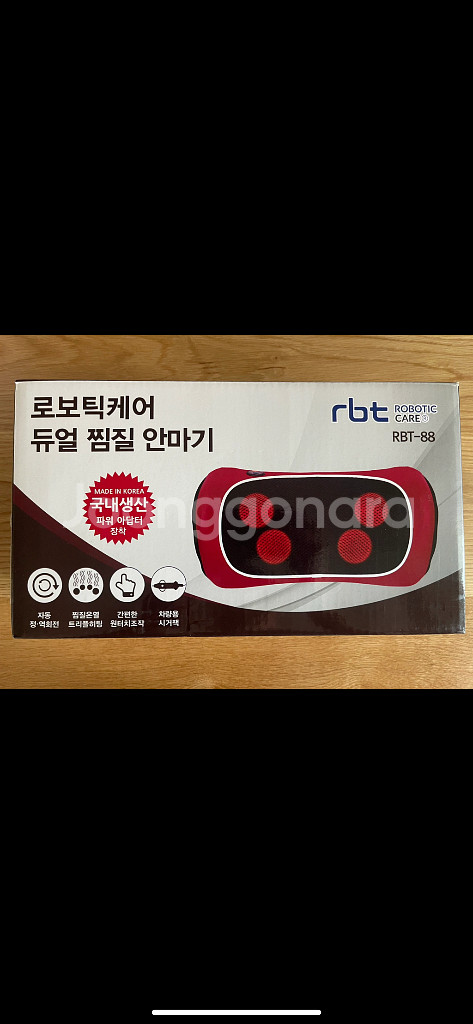 로보틱케어
듀얼 찜질 안마기
rbt ROBOTIC
CARE®
RBT-88
MADE IN KOREA
국내생산
파워 아답터
장착
Joonggonara
자동
정·역회전
찜질온열
트리플히팅
간편한
원터치조작
차량용
시거잭